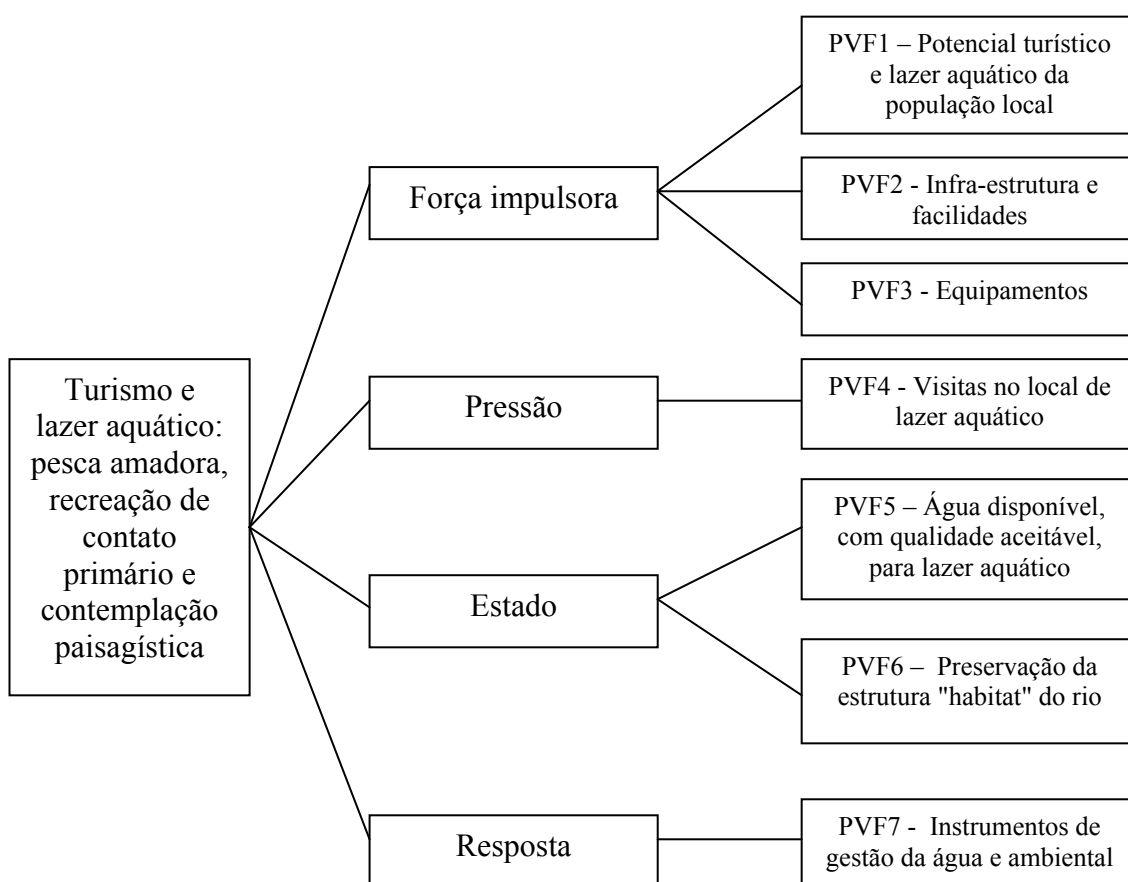 PVF1 – Potencial turístico
e lazer aquático da
população local
Força impulsora
PVF2 - Infra-estrutura e
facilidades
PVF3 - Equipamentos
Turismo e
lazer aquático:
pesca amadora,
recreação de
contato
primário e
contemplação
paisagística
Pressão
PVF4 - Visitas no local de
lazer aquático
Estado
PVF5 – Água disponível,
com qualidade aceitável,
para lazer aquático
PVF6 – Preservação da
estrutura "habitat" do rio
Resposta
PVF7 - Instrumentos de
gestão da água e ambiental